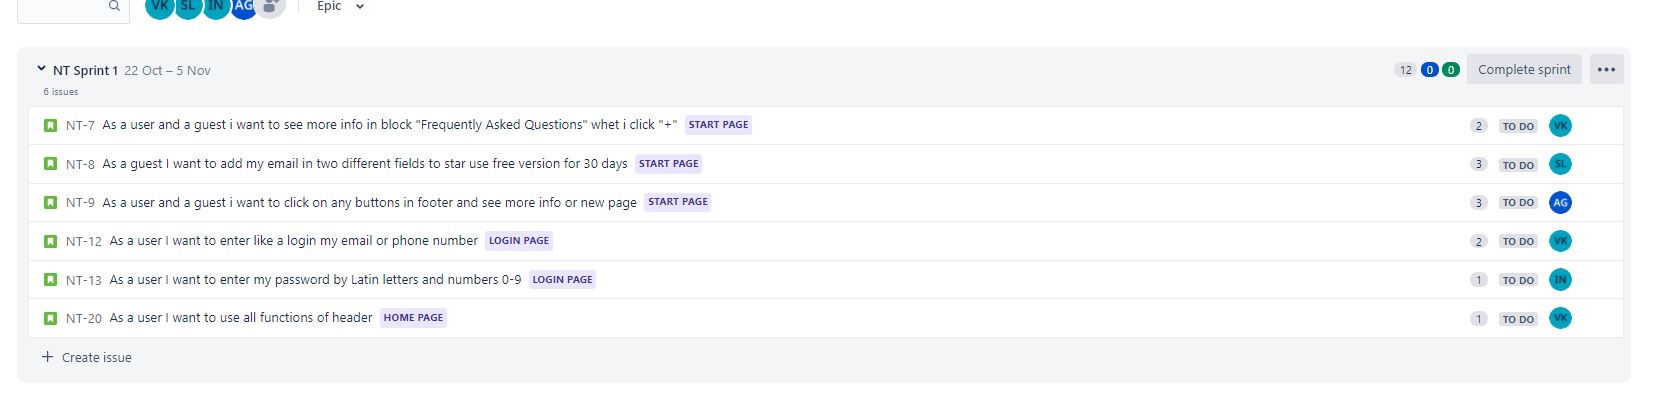 VK SL IN AG Epic
NT Sprint 1 22 Oct – 5 Nov 12 0 0 Complete sprint
6 issues
NT-7 As a user and a guest i want to see more info in block "Frequently Asked Questions" whet i click "+" START PAGE 2 TO DO VK
NT-8 As a guest I want to add my email in two different fields to star use free version for 30 days START PAGE 3 TO DO SL
NT-9 As a user and a guest i want to click on any buttons in footer and see more info or new page START PAGE 3 TO DO AG
NT-12 As a user I want to enter like a login my email or phone number LOGIN PAGE 2 TO DO VK
NT-13 As a user I want to enter my password by Latin letters and numbers 0-9 LOGIN PAGE 1 TO DO IN
NT-20 As a user I want to use all functions of header HOME PAGE 1 TO DO VK
Create issue